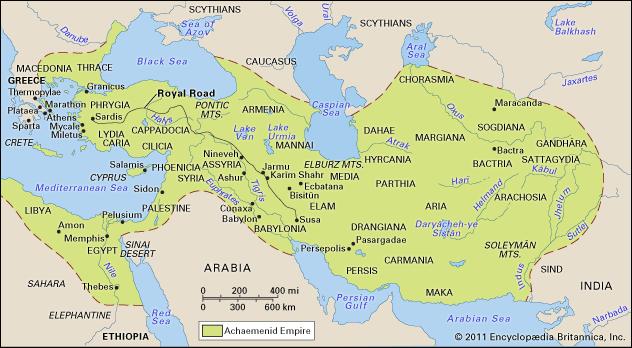 SCYTHIANS
Volga
Ural
SCYTHIANS
Sea of
Azov
Aral
Sea
Lake
Balkhash
MACEDONIA
THRACE
Black Sea
CAUCASUS
CHORASMIA
Jaxartes
GREECE
Granicus
Royal Road
Caspian
Sea
Oxus
Maracanda
Thermopylae
Marathon
PHRYGIA
PONTIC
MTS.
ARMENIA
SOGDIANA
Plataea
Athens
Sardis
Halys
Lake
Van
Lake
Urmia
DAHAE
MARGIANA
GANDHĀRA
Sparta
Mycale
Miletus
LYDIA
CARIA
CAPPADOCIA
CILICIA
MANNAI
Atrak
Bactra
BACTRIA
SATTAGYDIA
CRETE
Nineveh
ASSYRIA
Ashur
Jarmu
Karīm Shahr
ELBURZ MTS.
HYRCANIA
Kābul
Salamis
CYPRUS
PHOENICIA
SYRIA
Ecbatana
MEDIA
PARTHIA
Harī
Helmand
Mediterranean Sea
Sidon
Euphrates
Tigris
Bīsitūn
ARIA
ARACHOSIA
Jhelum
LIBYA
PALESTINE
Cunaxa
Babylon
ELAM
Susa
Daryācheh-ye
Sīstān
Sutlej
Amon
Pelusium
BABYLONIA
DRANGIANA
Pasargadae
Persepolis
SOLEYMĀN
MTS.
Memphis
EGYPT
SINAI
DESERT
PERSIS
CARMANIA
Indus
SIND
SAHARA
Nile
ARABIA
INDIA
Thebes
0 200 400 mi
0 300 600 km
Persian
Gulf
MAKA
ELEPHANTINE
Red
Sea
Arabian Sea
Narbada
ETHIOPIA
Achaemenid Empire
© 2011 Encyclopædia Britannica, Inc.